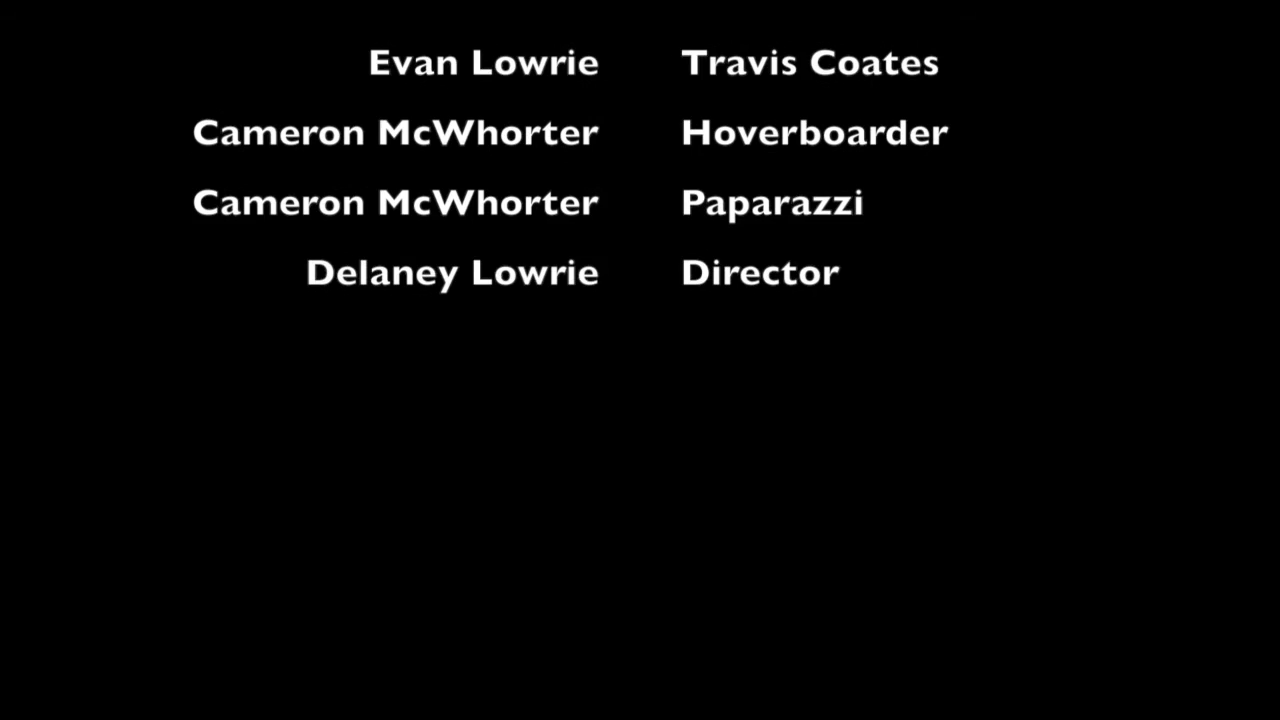 Evan Lowrie Travis Coates
Cameron McWhorter Hoverboarder
Cameron McWhorter Paparazzi
Delaney Lowrie Director